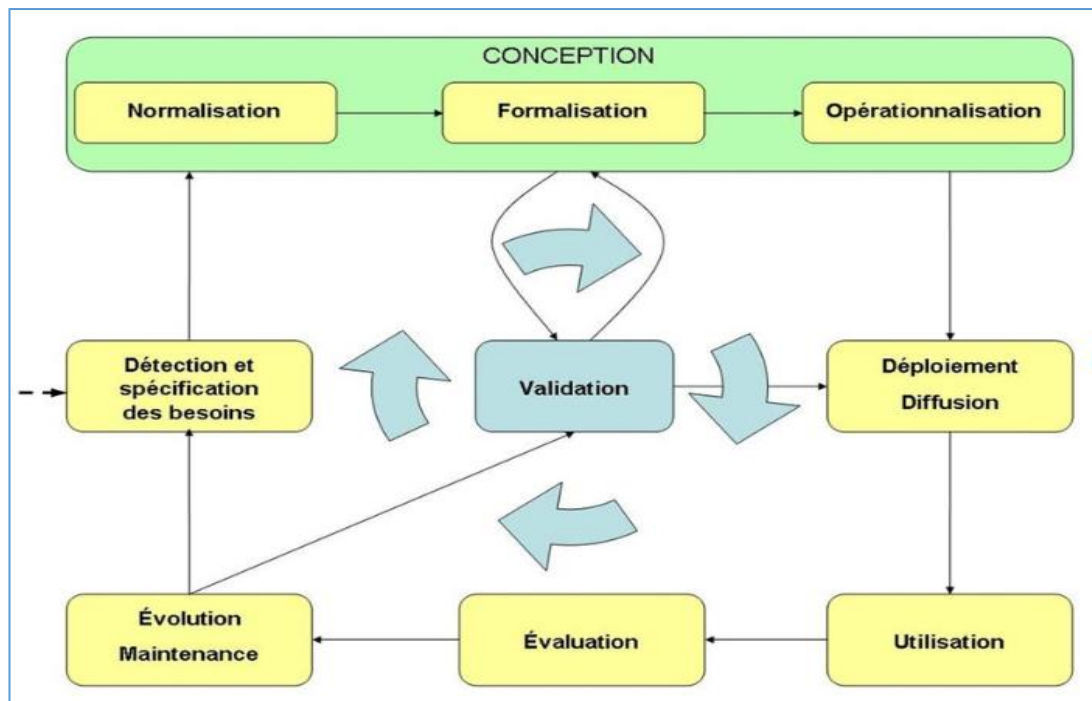 CONCEPTION
Normalisation
Formalisation
Opérationnalisation
Détection et
spécification
des besoins
Validation
Déploiement
Diffusion
Évolution
Maintenance
Évaluation
Utilisation